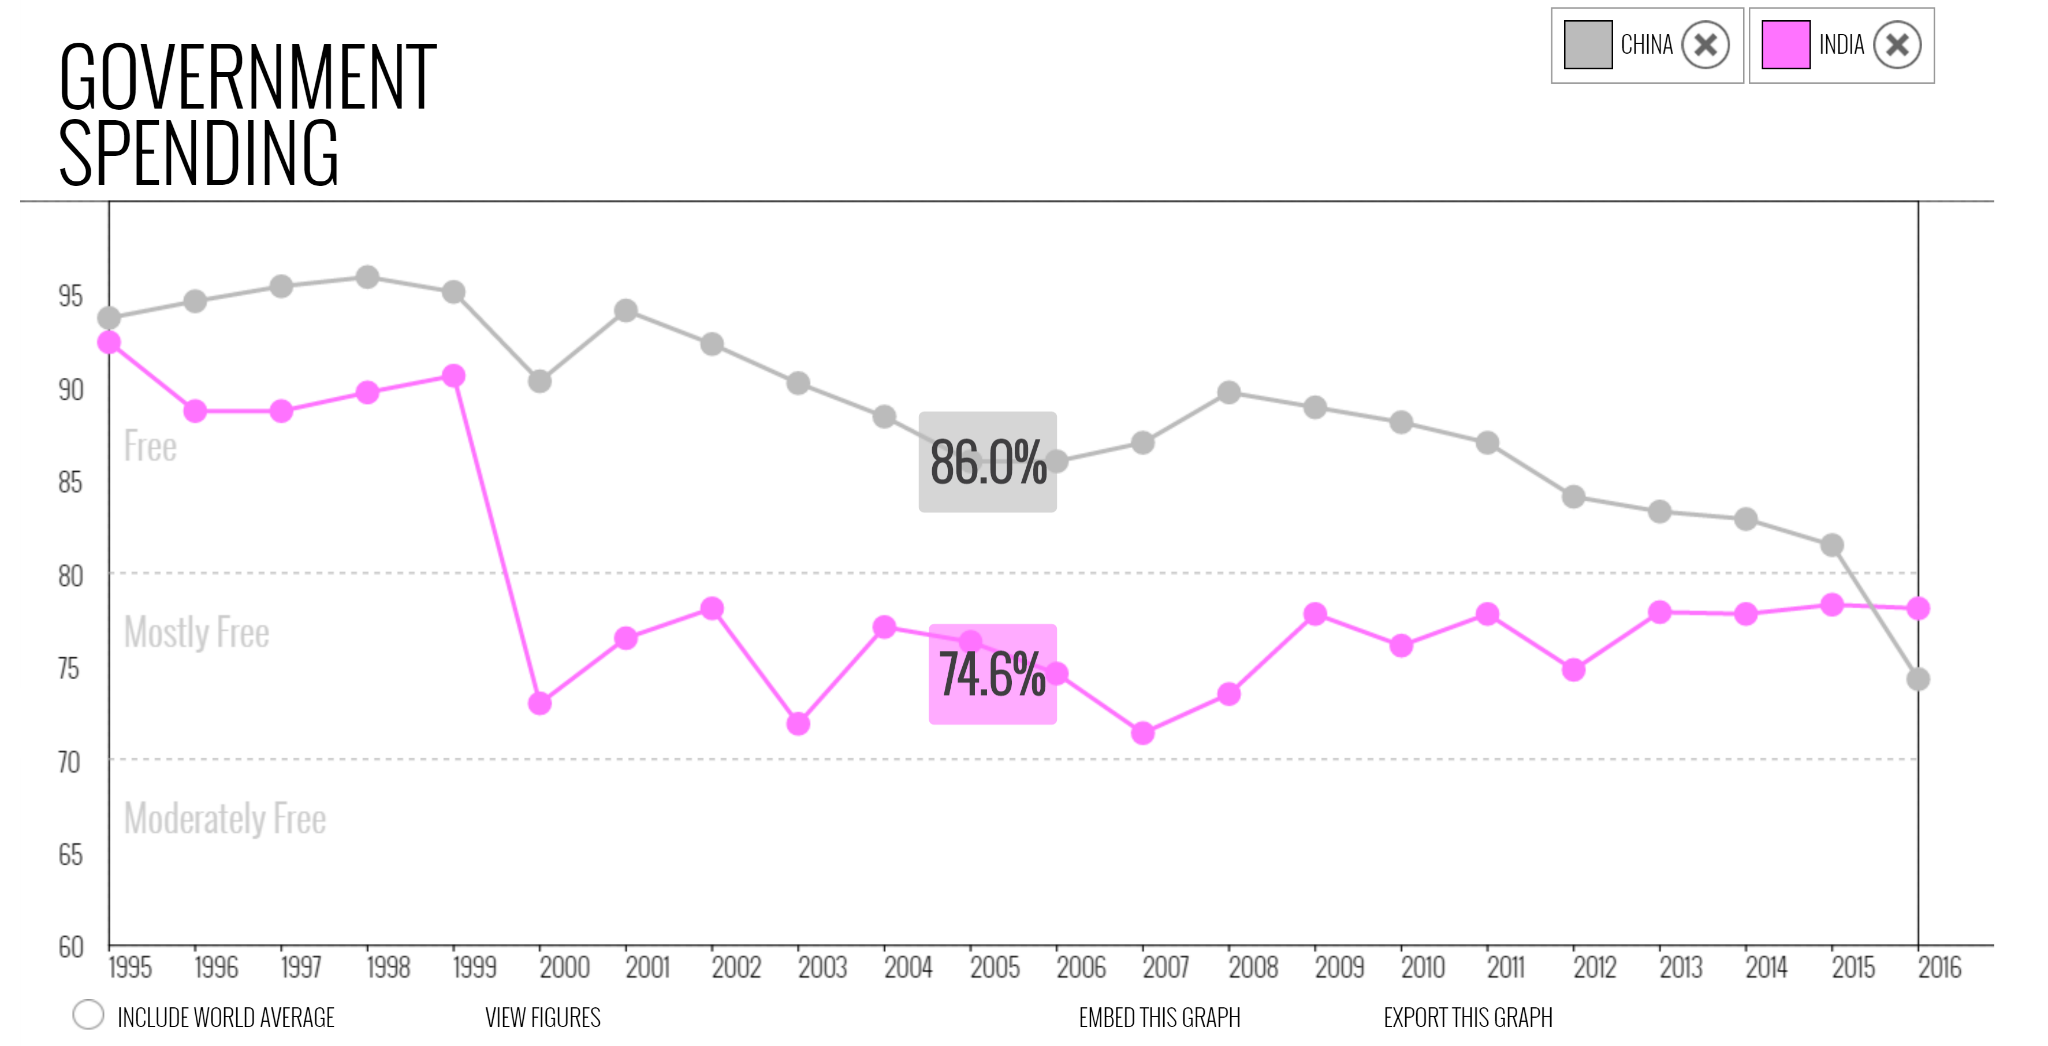 CHINA
INDIA
GOVERNMENT
SPENDING
95
90
Free
86.0%
85
80
Mostly Free
74.6%
75
70
Moderately Free
65
60
1995 1996 1997 1998 1999 2000 2001 2002 2003 2004 2005 2006 2007 2008 2009 2010 2011 2012 2013 2014 2015 2016
INCLUDE WORLD AVERAGE VIEW FIGURES EMBED THIS GRAPH EXPORT THIS GRAPH